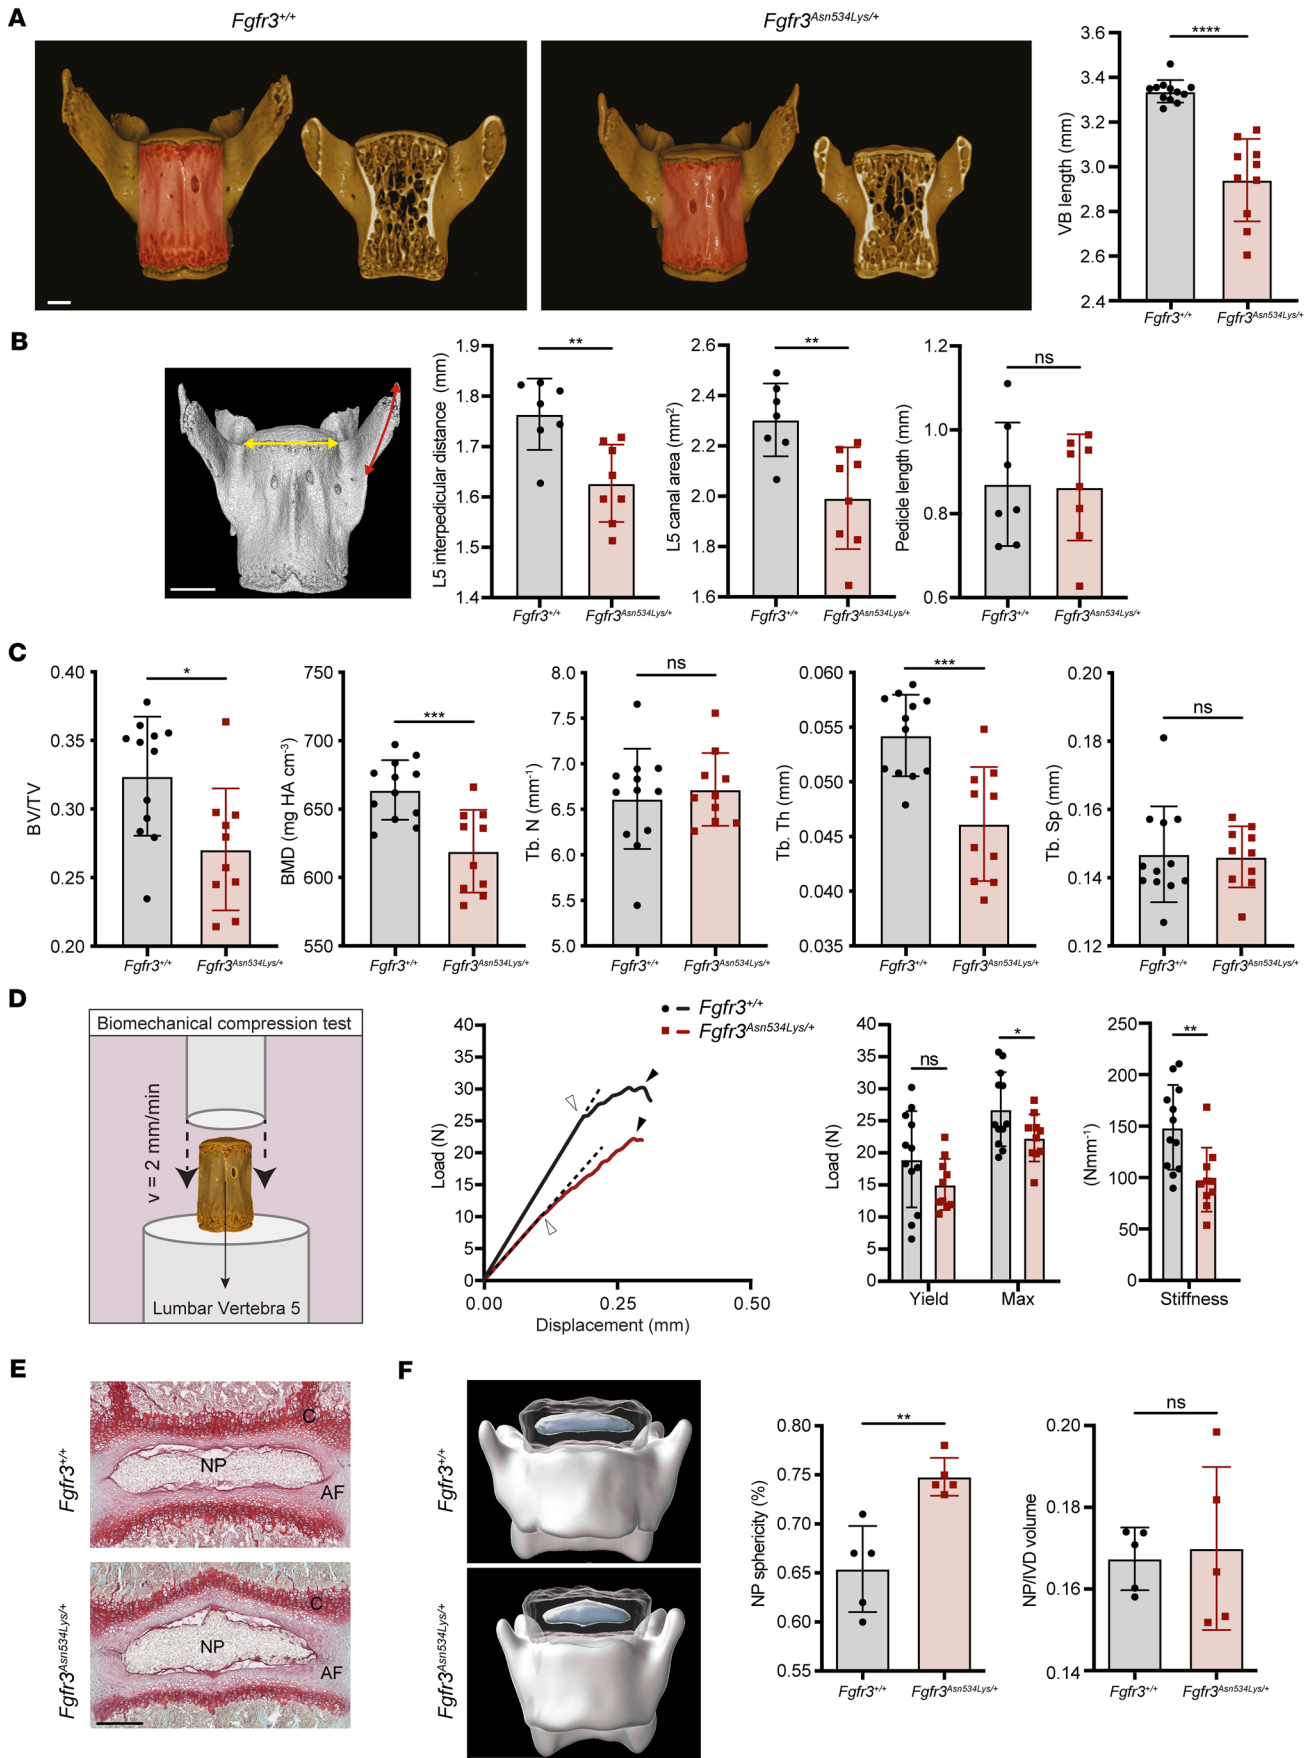 A
Fgfr3+/+
Fgfr3Asn534Lys/+
3.6
3.4
3.2
3.0
2.8
2.6
2.4
VB length (mm)
****
Fgfr3+/+
Fgfr3Asn534Lys/+
B
1.9
1.8
1.7
1.6
1.5
1.4
L5 interpedicular distance (mm)
**
Fgfr3+/+
Fgfr3Asn534Lys/+
2.6
2.4
2.2
2.0
1.8
1.6
L5 canal area (mm2)
**
Fgfr3+/+
Fgfr3Asn534Lys/+
1.2
1.0
0.8
0.6
Pedicle length (mm)
ns
Fgfr3+/+
Fgfr3Asn534Lys/+
C
0.40
0.35
0.30
0.25
0.20
BV/TV
*
Fgfr3+/+
Fgfr3Asn534Lys/+
750
700
650
600
550
BMD (mg HA cm-3)
***
Fgfr3+/+
Fgfr3Asn534Lys/+
8.0
7.5
7.0
6.5
6.0
5.5
5.0
Tb. N (mm-1)
ns
Fgfr3+/+
Fgfr3Asn534Lys/+
0.060
0.055
0.050
0.045
0.040
0.035
Tb. Th (mm)
***
Fgfr3+/+
Fgfr3Asn534Lys/+
0.20
0.18
0.16
0.14
0.12
Tb. Sp (mm)
ns
Fgfr3+/+
Fgfr3Asn534Lys/+
D
Biomechanical compression test
v = 2 mm/min
Lumbar Vertebra 5
Fgfr3+/+
Fgfr3Asn534Lys/+
40
35
30
25
20
15
10
5
0
Load (N)
0.00
0.25
0.50
Displacement (mm)
40
35
30
25
20
15
10
5
0
Load (N)
ns
*
Yield
Max
250
200
150
100
50
0
(Nmm-1)
**
Stiffness
E
Fgfr3+/+
C
NP
AF
Fgfr3Asn534Lys/+
C
NP
AF
F
Fgfr3+/+
Fgfr3Asn534Lys/+
0.80
0.75
0.70
0.65
0.60
0.55
NP sphericity (%)
**
Fgfr3+/+
Fgfr3Asn534Lys/+
0.20
0.18
0.16
0.14
NP/IVD volume
ns
Fgfr3+/+
Fgfr3Asn534Lys/+